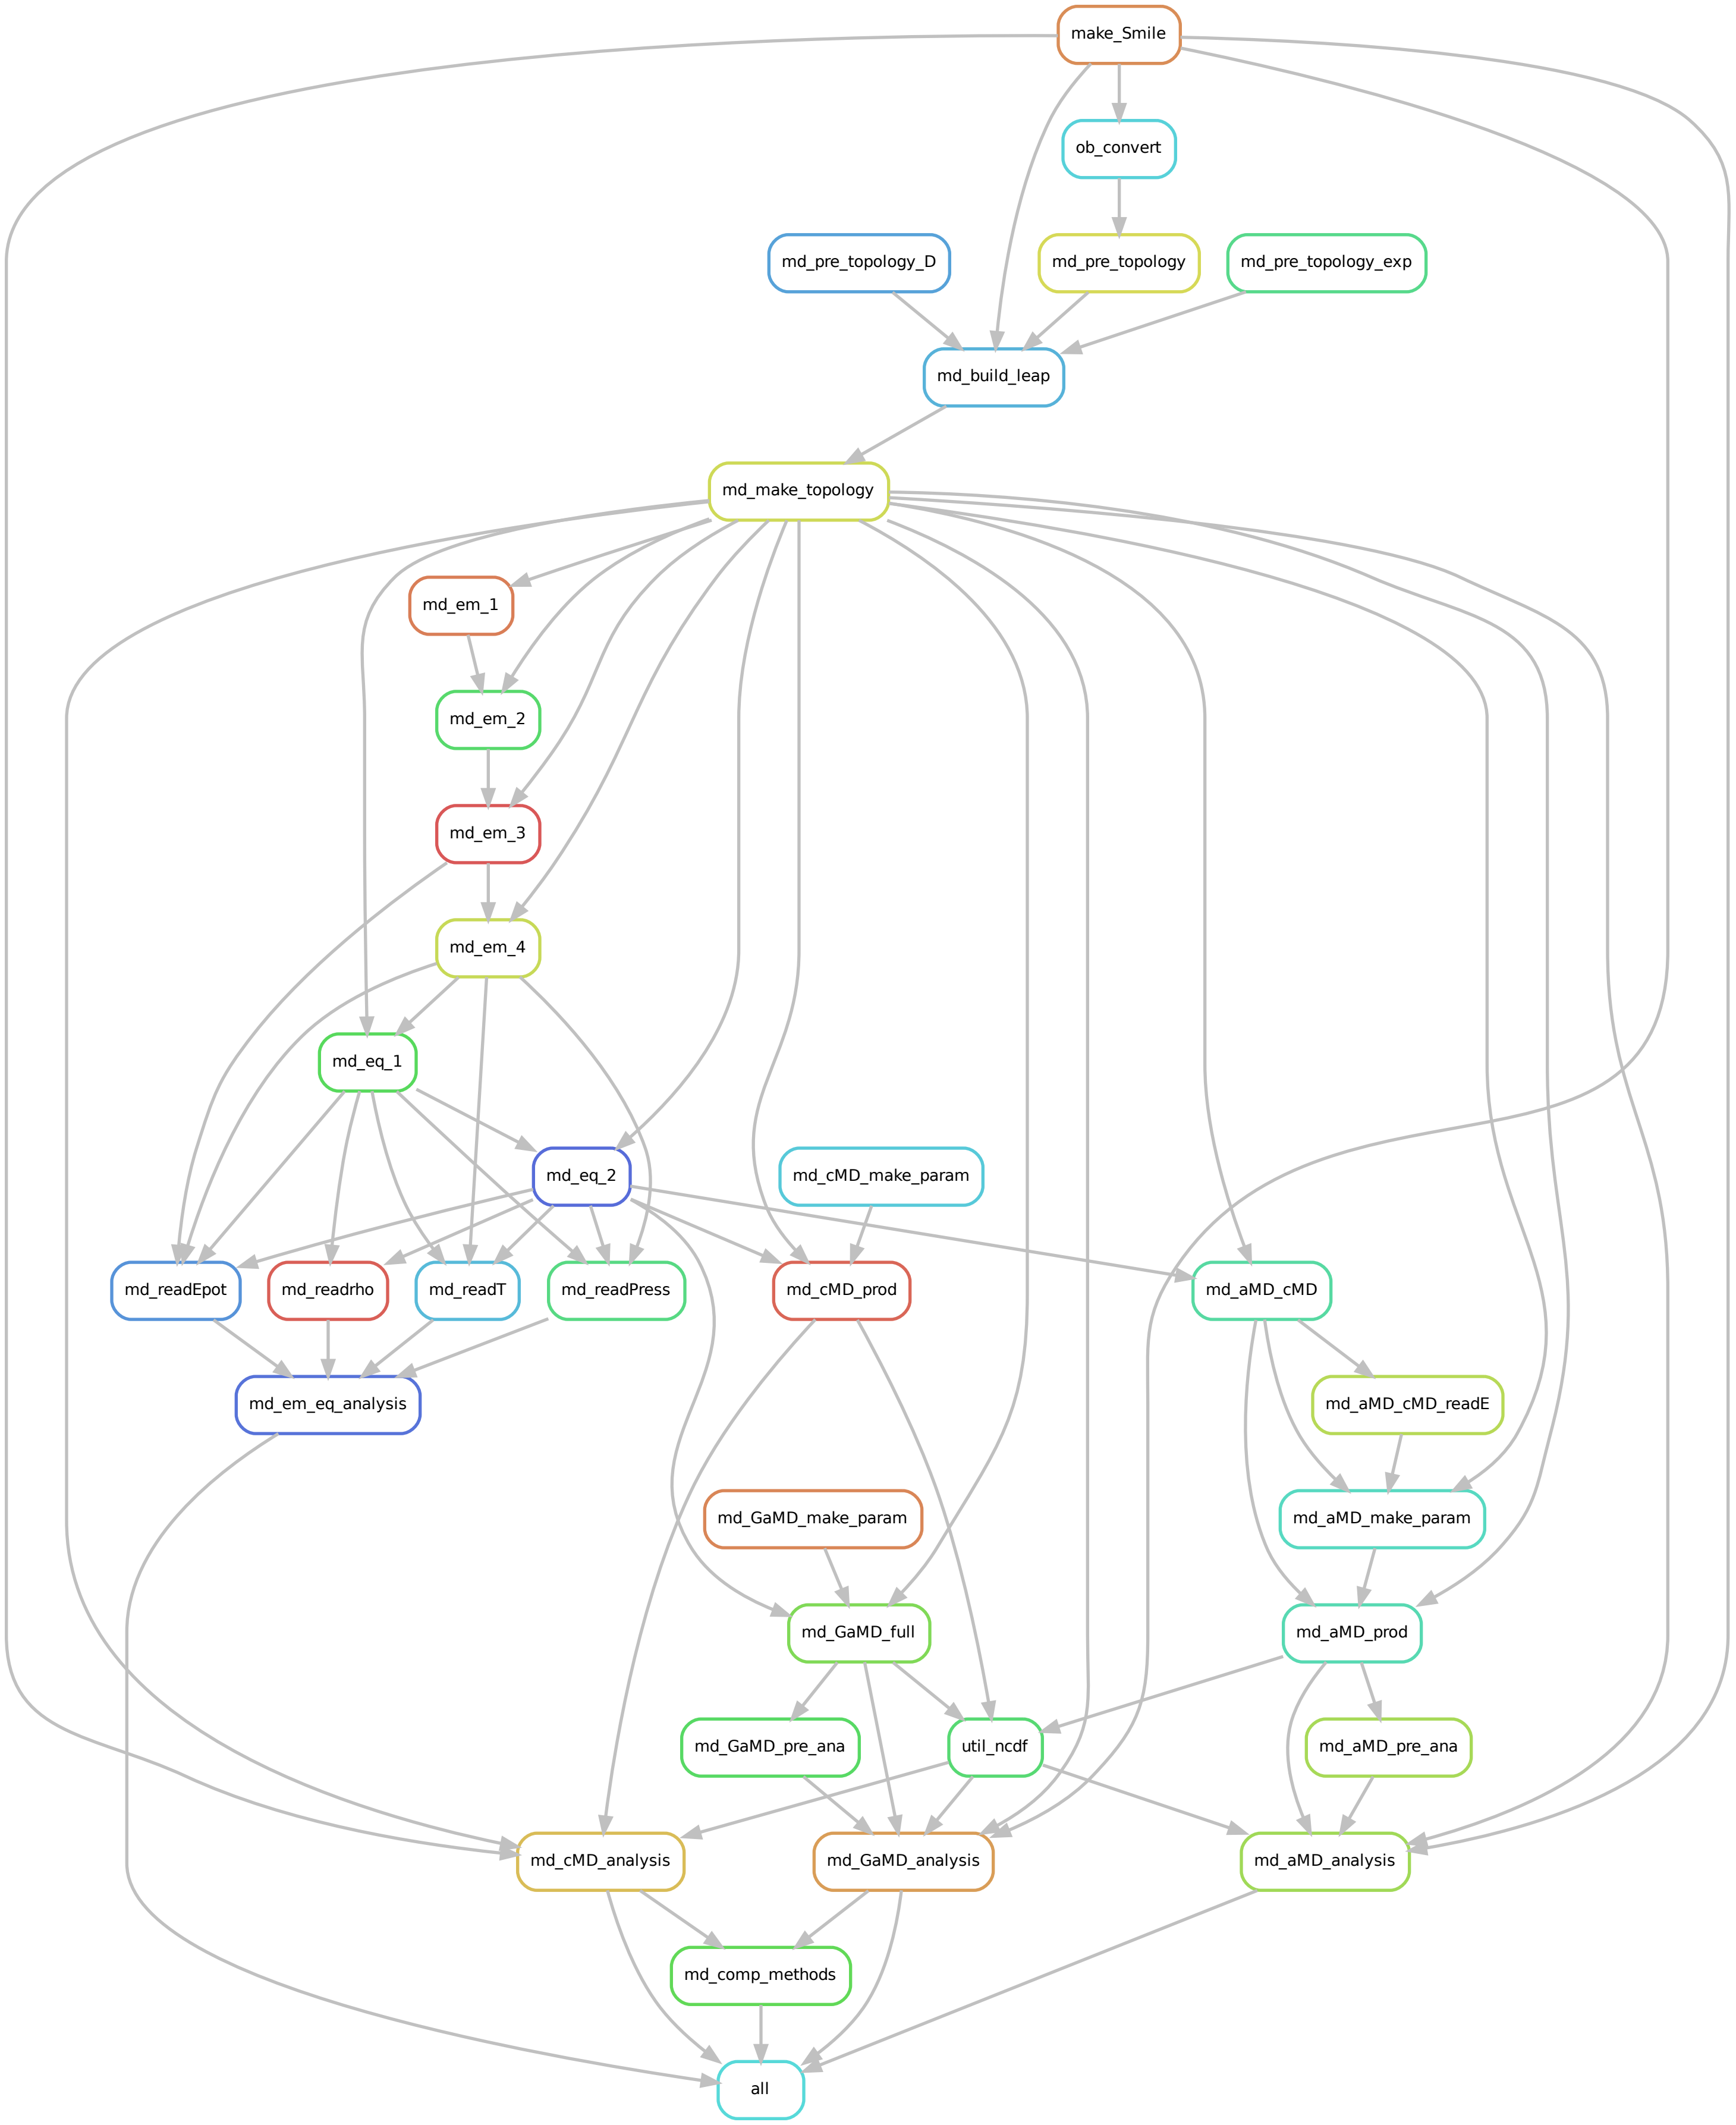 make_Smile
ob_convert
md_pre_topology_D
md_pre_topology
md_pre_topology_exp
md_build_leap
md_make_topology
md_em_1
md_em_2
md_em_3
md_em_4
md_eq_1
md_eq_2
md_cMD_make_param
md_readEpot
md_readrho
md_readT
md_readPress
md_cMD_prod
md_aMD_cMD
md_em_eq_analysis
md_aMD_cMD_readE
md_GaMD_make_param
md_aMD_make_param
md_GaMD_full
md_aMD_prod
md_GaMD_pre_ana
util_ncdf
md_aMD_pre_ana
md_cMD_analysis
md_GaMD_analysis
md_aMD_analysis
md_comp_methods
all